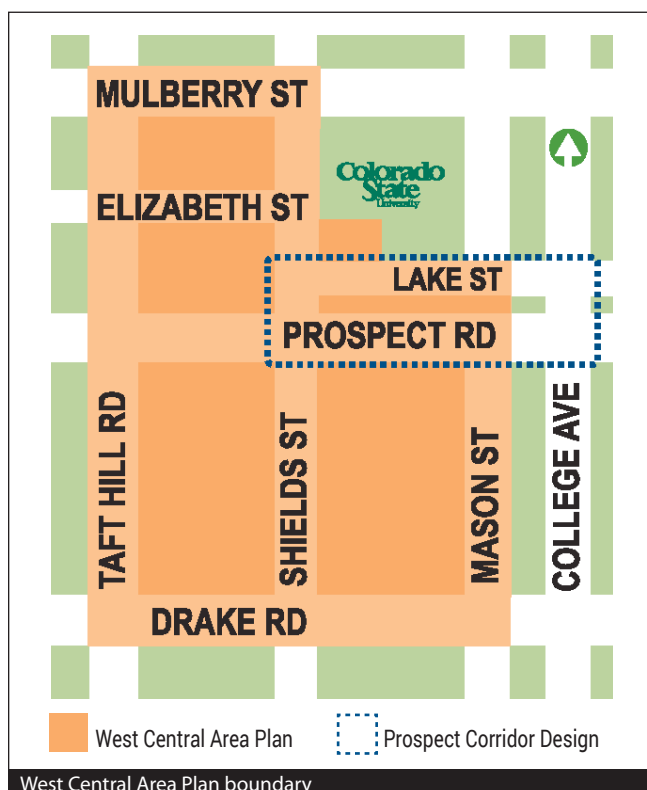 MULBERRY ST
Colorado
State
University
ELIZABETH ST
LAKE ST
PROSPECT RD
TAFT HILL RD
SHIELDS ST
MASON ST
COLLEGE AVE
DRAKE RD
West Central Area Plan
Prospect Corridor Design
West Central Area Plan boundary